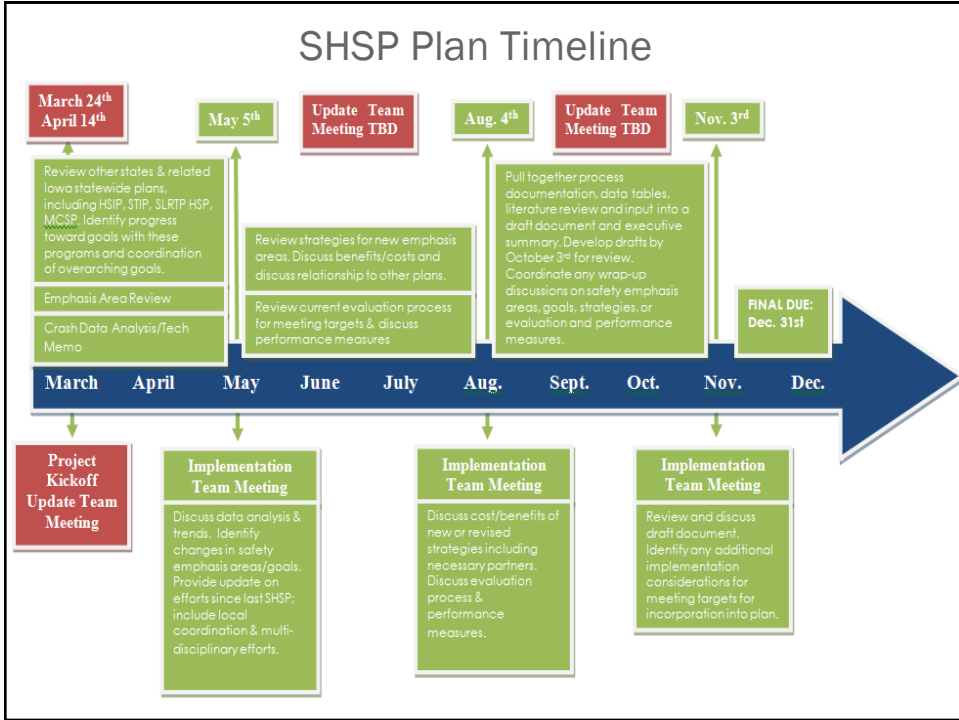 SHSP Plan Timeline
March 24th
April 14th
May 5th
Update Team
Meeting TBD
Aug. 4th
Update Team
Meeting TBD
Nov. 3rd
Review other states & related
Iowa statewide plans,
including HSIP, STIP, SLRTP HSP,
MCSP. Identify progress
toward goals with these
programs and coordination
of overarching goals.
Emphasis Area Review
Crash Data Analysis/Tech
Memo
Review strategies for new emphasis
areas. Discuss benefits/costs and
discuss relationship to other plans.
Review current evaluation process
for meeting targets & discuss
performance measures
Pull together process
documentation, data tables,
literature review and input into a
draft document and executive
summary. Develop drafts by
October 3rd for review.
Coordinate any wrap-up
discussions on safety emphasis
areas, goals, strategies, or
evaluation and performance
measures.
FINAL DUE:
Dec. 31st
March April May June July Aug. Sept. Oct. Nov. Dec.
Project
Kickoff
Update Team
Meeting
Implementation
Team Meeting
Discuss data analysis &
trends. Identify
changes in safety
emphasis areas/goals.
Provide update on
efforts since last SHSP;
include local
coordination & multi-
disciplinary efforts.
Implementation
Team Meeting
Discuss cost/benefits of
new or revised
strategies including
necessary partners.
Discuss evaluation
process &
performance
measures.
Implementation
Team Meeting
Review and discuss
draft document.
Identify any additional
implementation
considerations for
meeting targets for
incorporation into plan.